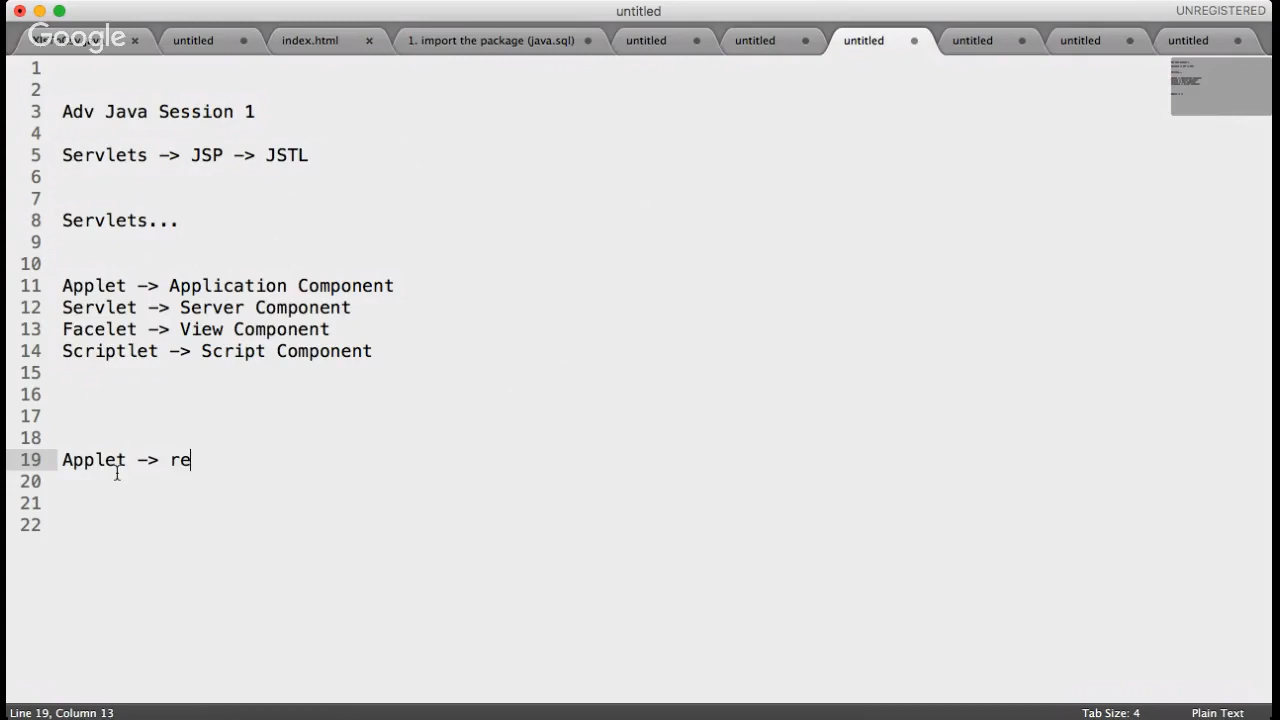 untitled
UNREGISTERED
Google
untitled
index.html
1. import the package (java.sql)
untitled
untitled
untitled
untitled
untitled
untitled
1
2
3 Adv Java Session 1
4
5 Servlets -> JSP -> JSTL
6
7
8 Servlets...
9
10
11 Applet -> Application Component
12 Servlet -> Server Component
13 Facelet -> View Component
14 Scriptlet -> Script Component
15
16
17
18
19 Applet -> re
20
21
22
Line 19, Column 13
Tab Size: 4
Plain Text